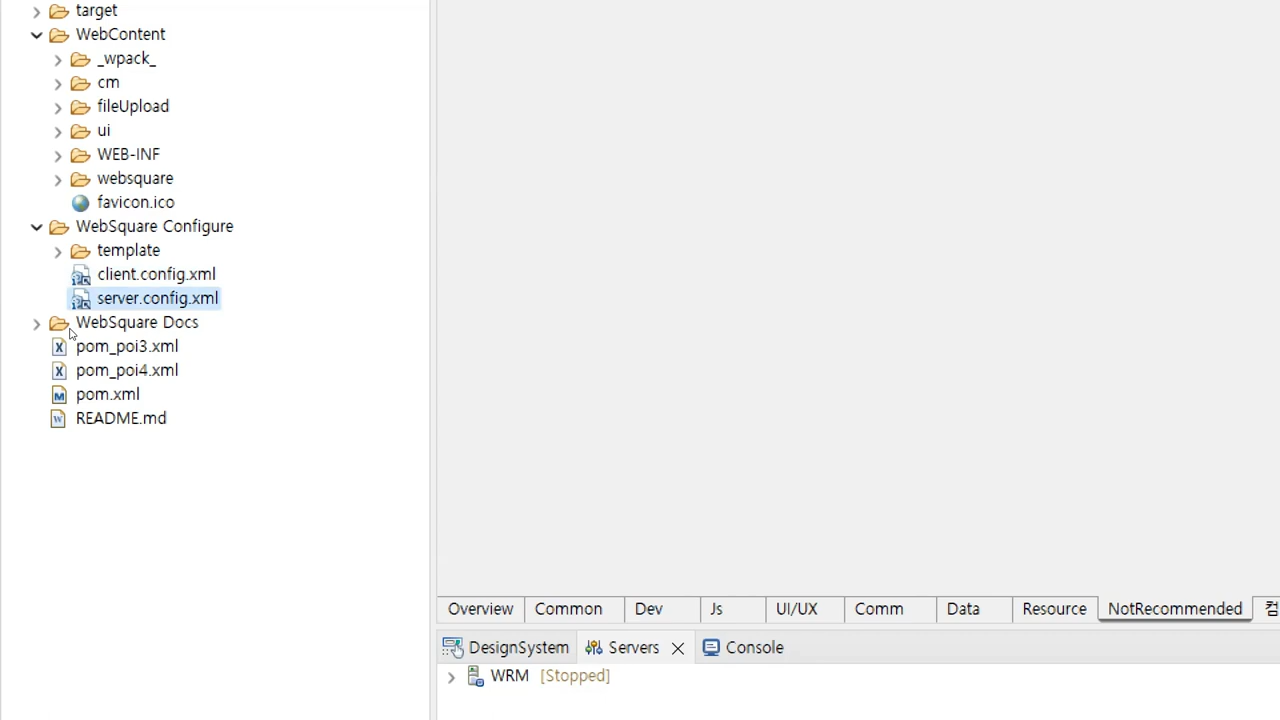 target
WebContent
_wpack_
cm
fileUpload
ui
WEB-INF
websquare
favicon.ico
WebSquare Configure
template
client.config.xml
server.config.xml
WebSquare Docs
pom_poi3.xml
pom_poi4.xml
pom.xml
README.md
Overview Common Dev Js UI/UX Comm Data Resource NotRecommended 컴
DesignSystem Servers Console
WRM [Stopped]